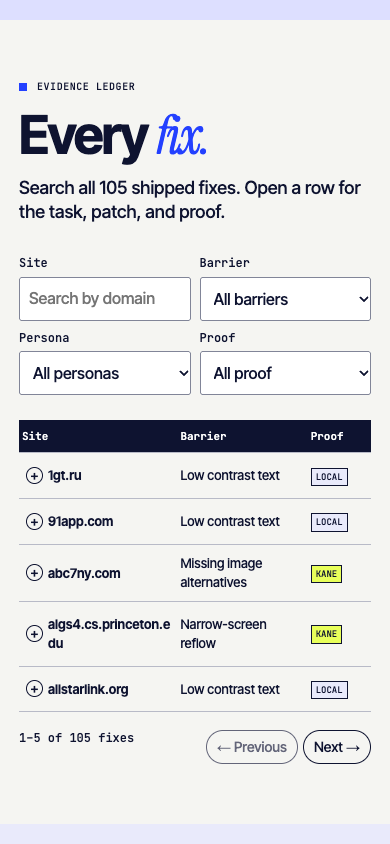 EVIDENCE LEDGER
Every fix.
Search all 105 shipped fixes. Open a row for
the task, patch, and proof.
Site Barrier
Search by domain All barriers
Persona Proof
All personas All proof
Site Barrier Proof
1gt.ru Low contrast text LOCAL
91app.com Low contrast text LOCAL
abc7ny.com Missing image alternatives KANE
algs4.cs.princeton.edu Narrow-screen reflow KANE
allstarlink.org Low contrast text LOCAL
1–5 of 105 fixes ← Previous Next →